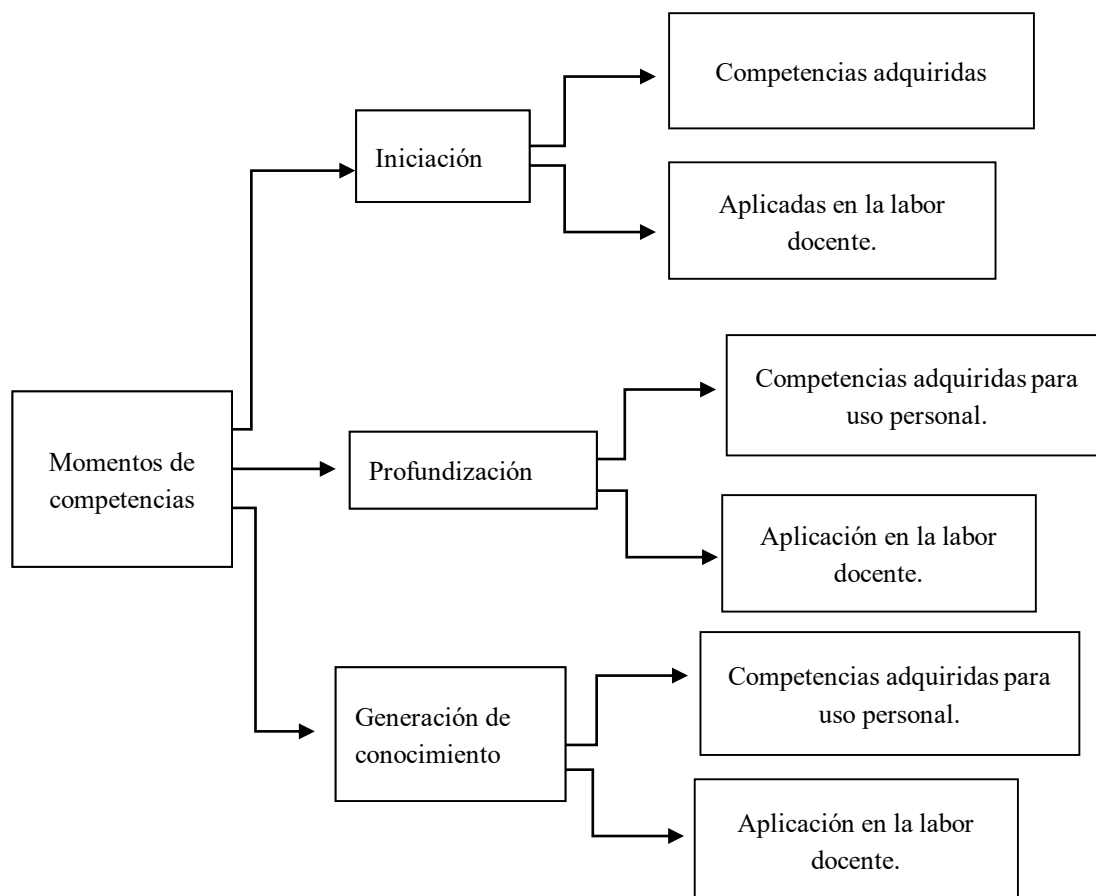 Competencias adquiridas
Iniciación
Aplicadas en la labor
docente.
Competencias adquiridas para
uso personal.
Momentos de
competencias
Profundización
Aplicación en la labor
docente.
Competencias adquiridas para
uso personal.
Generación de
conocimiento
Aplicación en la labor
docente.